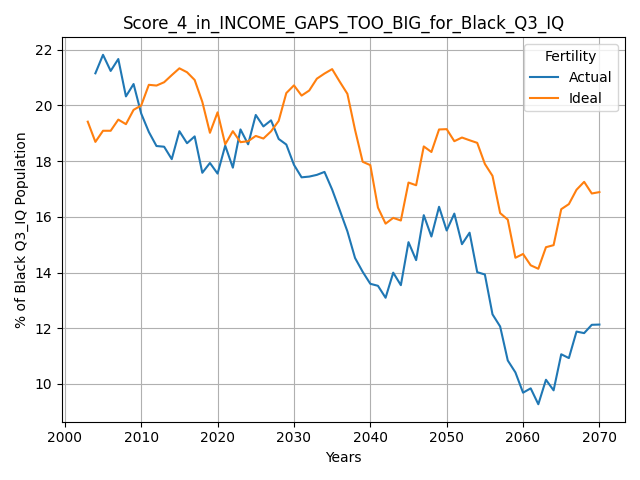 Score_4_in_INCOME_GAPS_TOO_BIG_for_Black_Q3_IQ
Fertility
Actual
Ideal
% of Black Q3_IQ Population
22
20
18
16
14
12
10
2000 2010 2020 2030 2040 2050 2060 2070
Years